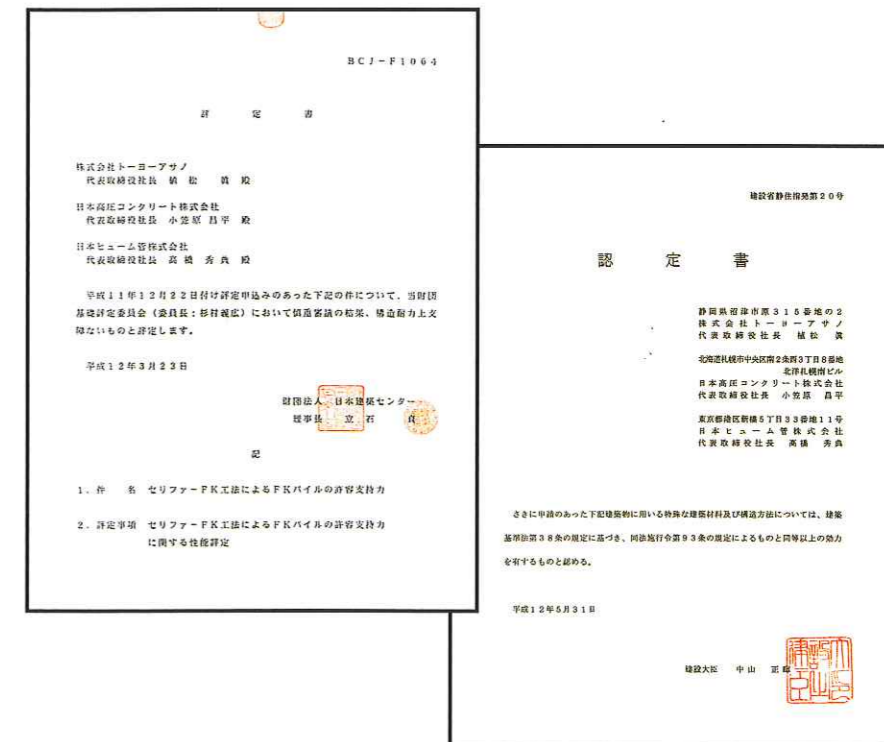 BCJ-F1064
評 定 書
株式会社トーヨーアサノ
代表取締役社長 植松 眞 殿
日本高圧コンクリート株式会社
代表取締役社長 小笠原 昌平 殿
日本ヒューム管株式会社
代表取締役社長 高橋 秀典 殿
平成11年12月22日付け評定申込みのあった下記の件について、当財団
基礎評定委員会（委員長：杉村義広）において慎重審議の結果、構造耐力上支
障ないものと評定します。
平成12年3月23日
財団法人 日本建築センター
理事長 立石 真
記
1．件 名 セリファーFK工法によるFKパイルの許容支持力
2．評定事項 セリファーFK工法によるFKパイルの許容支持力
に関する性能評定
建設省静住指発第20号
認 定 書
静岡県沼津市原315番地の2
株式会社トーヨーアサノ
代表取締役社長 植松 眞
北海道札幌市中央区南2条西3丁目8番地
北洋札幌南ビル
日本高圧コンクリート株式会社
代表取締役社長 小笠原 昌平
東京都港区新橋5丁目33番地11号
日本ヒューム管株式会社
代表取締役社長 高橋 秀典
さきに申請のあった下記建築物に用いる特殊な建築材料及び構造方法については、建築
基準法第38条の規定に基づき、同法施行令第93条の規定によるものと同等以上の効力
を有するものと認める。
平成12年5月31日
建設大臣 中山 正暉
建設大臣之印